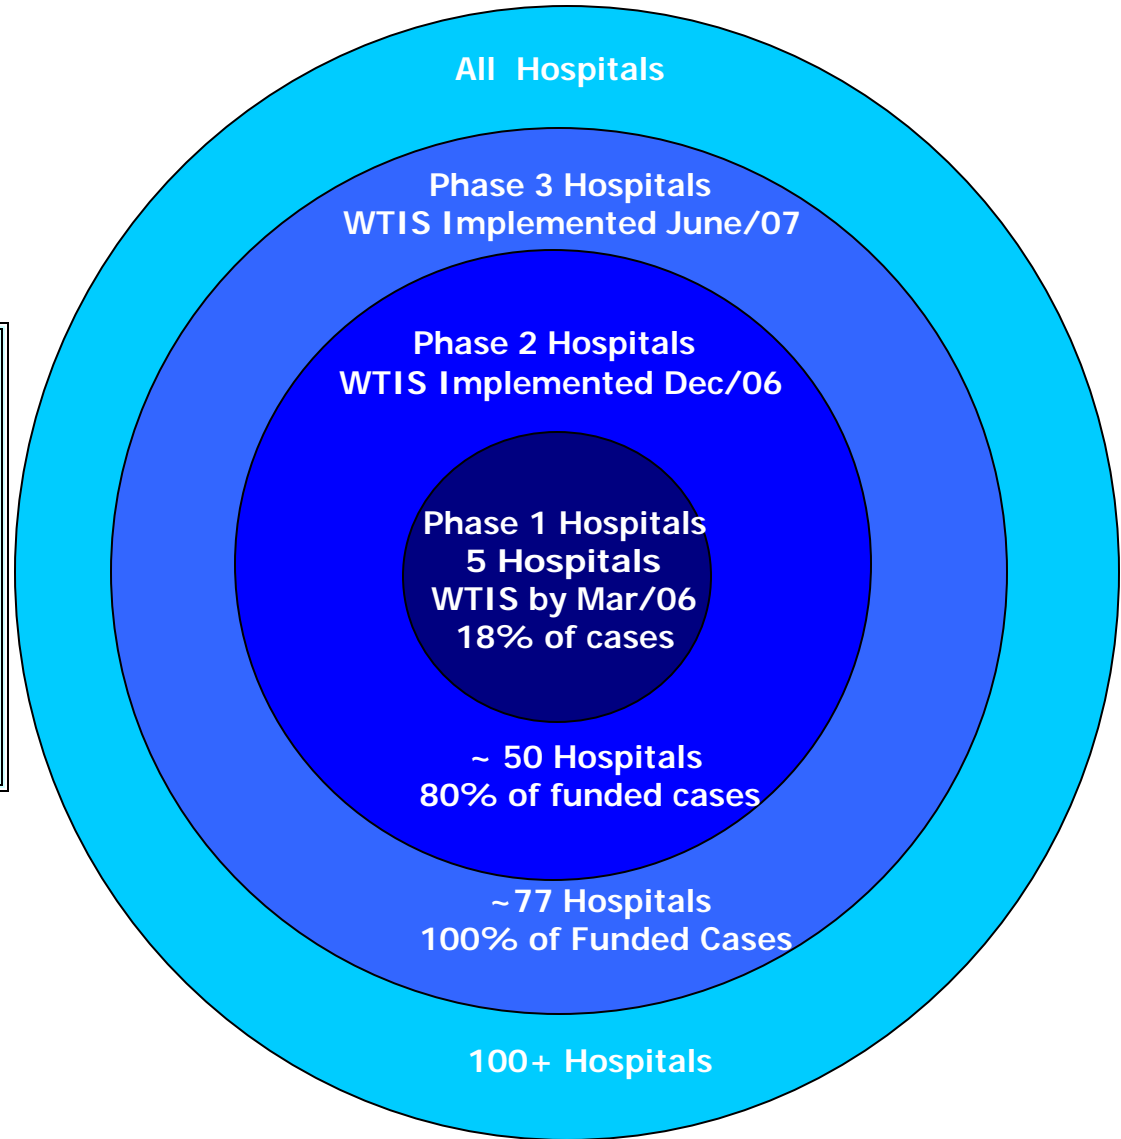 All Hospitals
Phase 3 Hospitals
WTIS Implemented June/07
Phase 2 Hospitals
WTIS Implemented Dec/06
Phase 1 Hospitals
5 Hospitals
WTIS by Mar/06
18% of cases
~ 50 Hospitals
80% of funded cases
~77 Hospitals
100% of Funded Cases
100+ Hospitals